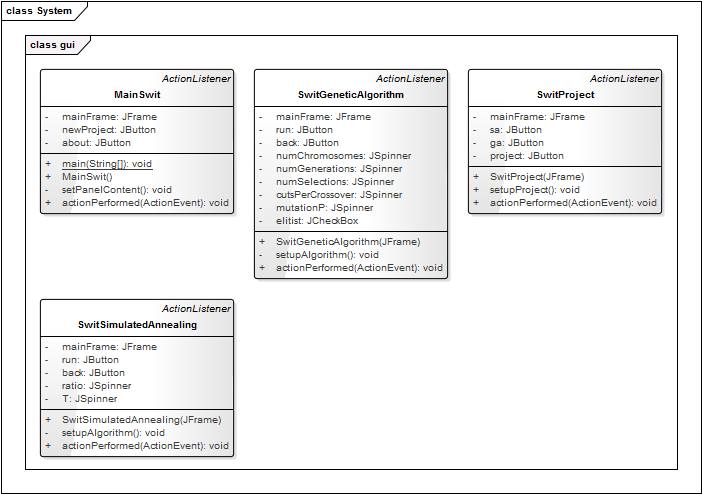 class System
class gui
ActionListener
MainSwit
- mainFrame: JFrame
- newProject: JButton
- about: JButton
+ main(String[]): void
+ MainSwit()
- setPanelContent(): void
+ actionPerformed(ActionEvent): void
ActionListener
SwitGeneticAlgorithm
- mainFrame: JFrame
- run: JButton
- back: JButton
- numChromosomes: JSpinner
- numGenerations: JSpinner
- numSelections: JSpinner
- cutsPerCrossover: JSpinner
- mutationP: JSpinner
- elitist: JCheckBox
+ SwitGeneticAlgorithm(JFrame)
- setupAlgorithm(): void
+ actionPerformed(ActionEvent): void
ActionListener
SwitProject
- mainFrame: JFrame
- sa: JButton
- ga: JButton
- project: JButton
+ SwitProject(JFrame)
+ setupProject(): void
+ actionPerformed(ActionEvent): void
ActionListener
SwitSimulatedAnnealing
- mainFrame: JFrame
- run: JButton
- back: JButton
- ratio: JSpinner
- T: JSpinner
+ SwitSimulatedAnnealing(JFrame)
- setupAlgorithm(): void
+ actionPerformed(ActionEvent): void